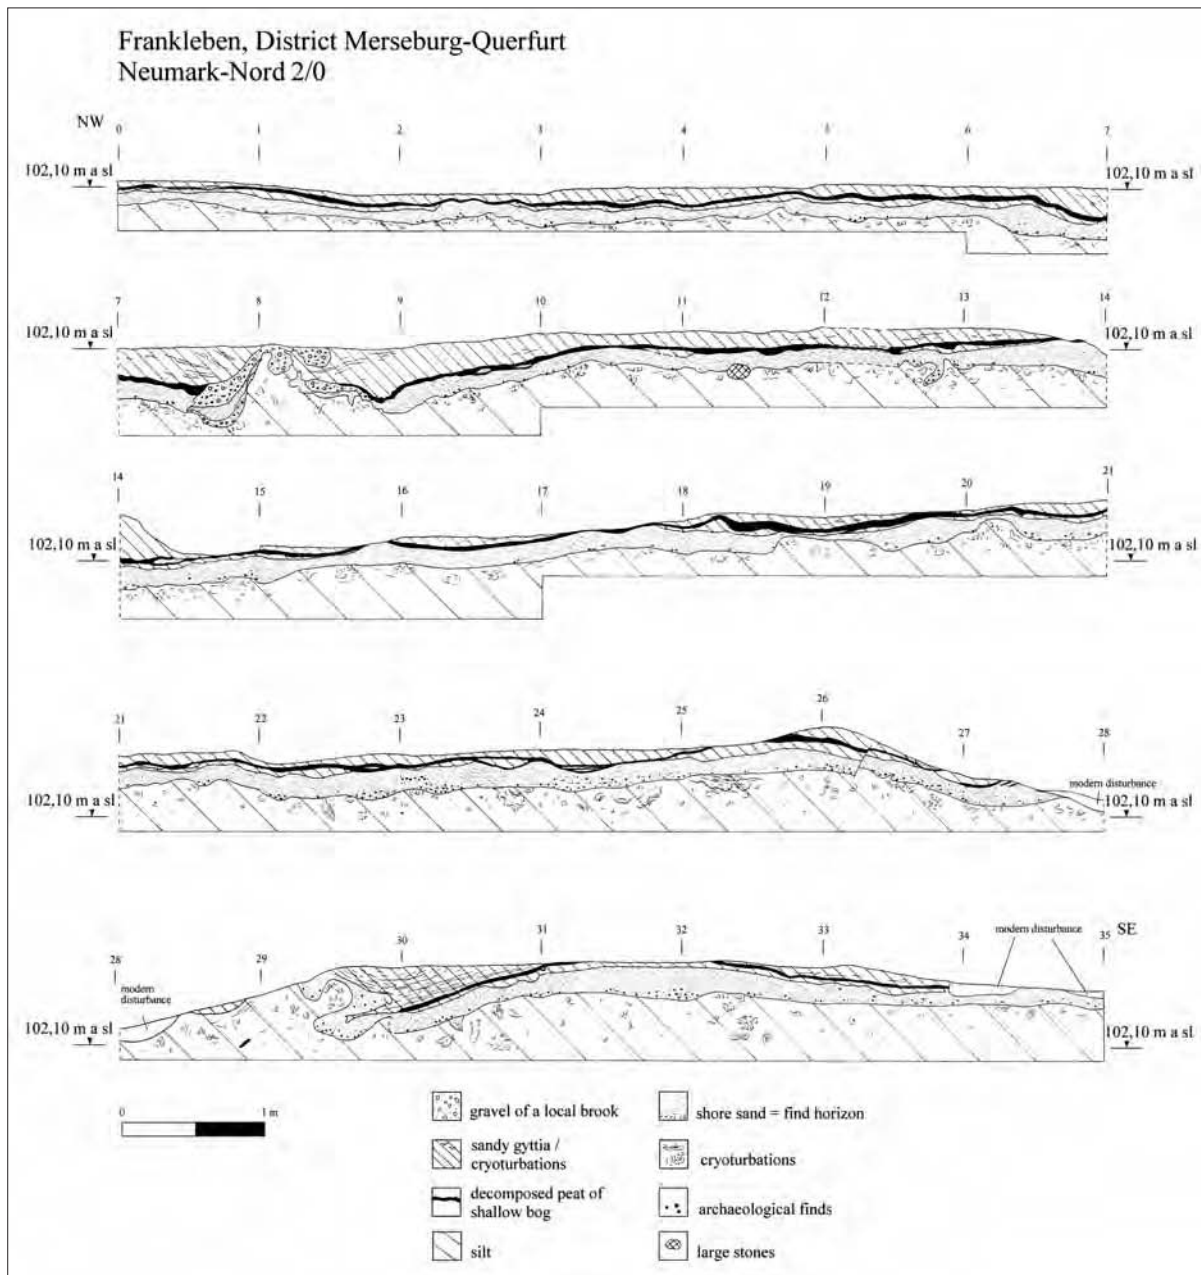 Frankleben, District Merseburg-Querfurt
Neumark-Nord 2/0
NW
0 1 2 3 4 5 6 7
102,10 m a sl 102,10 m a sl
7 8 9 10 11 12 13 14
102,10 m a sl 102,10 m a sl
14 15 16 17 18 19 20 21
102,10 m a sl 102,10 m a sl
21 22 23 24 25 26 27 28
modern disturbance
102,10 m a sl 102,10 m a sl
SE
28 29 30 31 32 33 34 35
modern disturbance
modern
disturbance
102,10 m a sl 102,10 m a sl
0 1 m
gravel of a local brook
sandy gyttia /
cryoturbations
decomposed peat of
shallow bog
silt
shore sand = find horizon
cryoturbations
archaeological finds
large stones